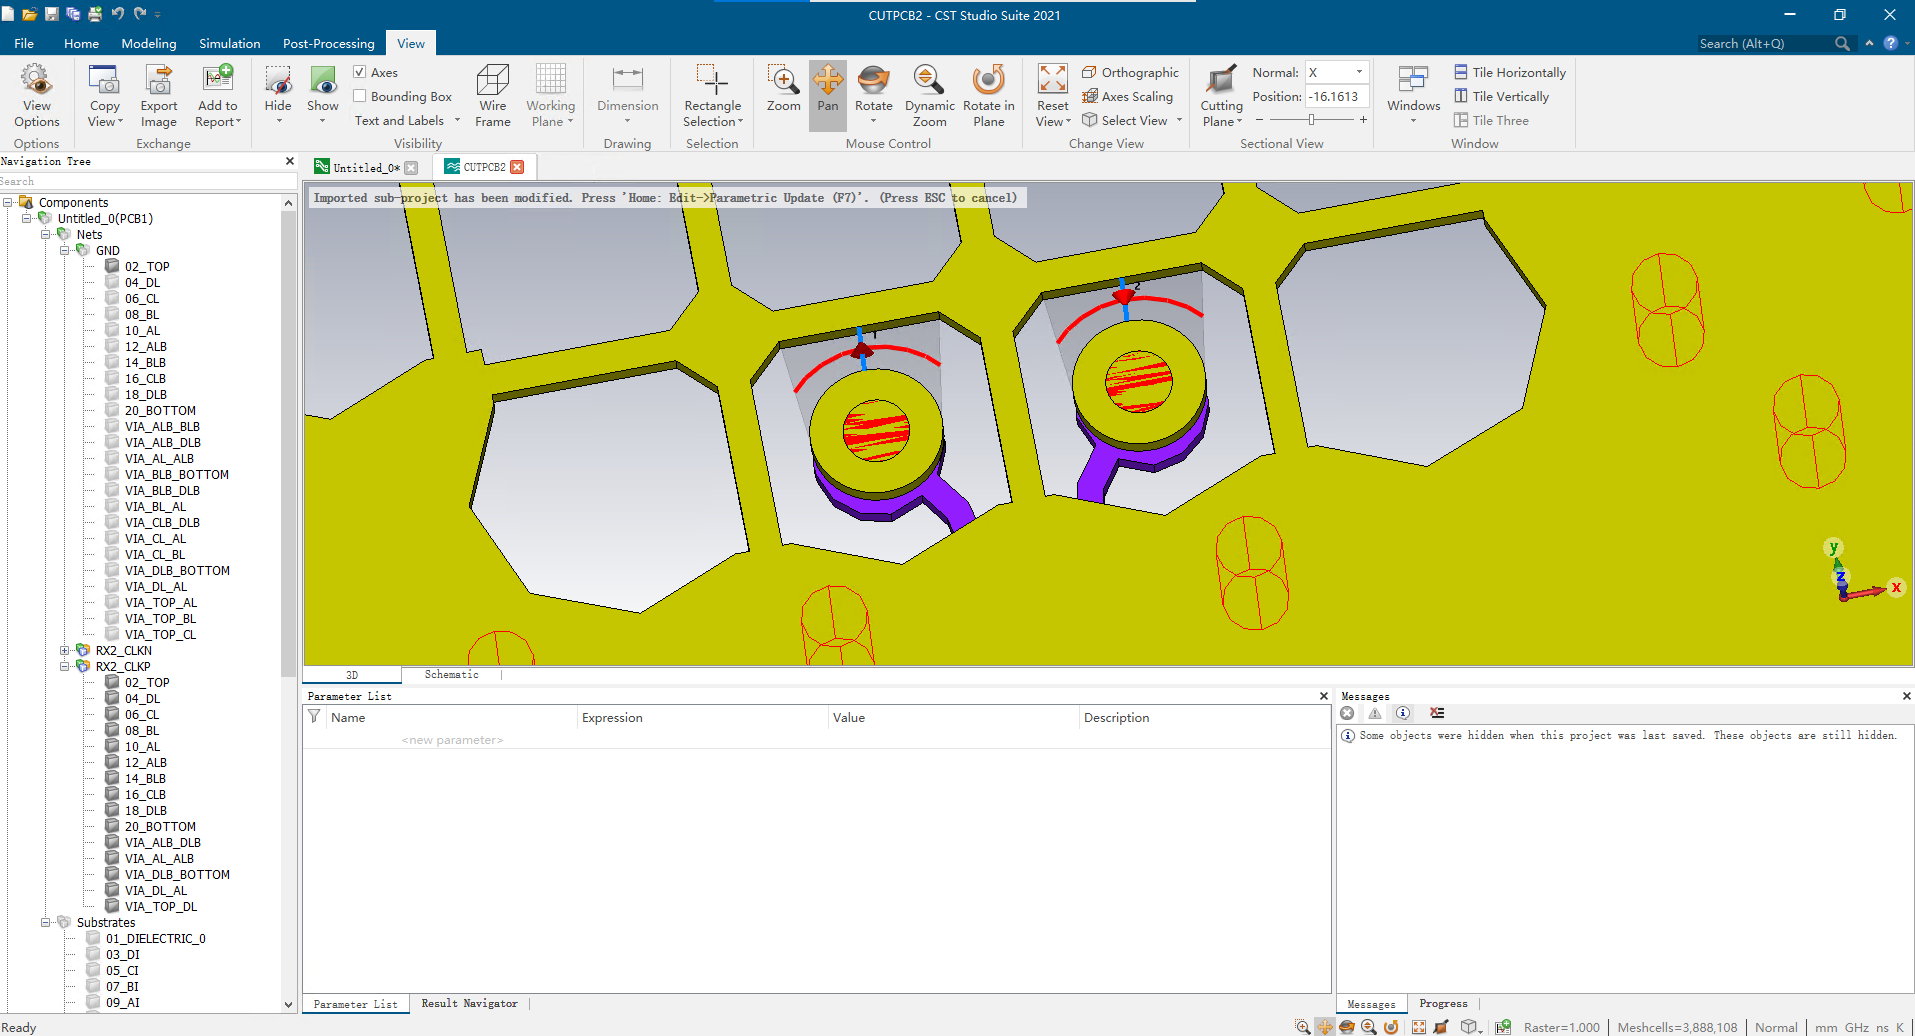 CUTPCB2 - CST Studio Suite 2021
File Home Modeling Simulation Post-Processing View Search (Alt+Q)
View Options
Copy View
Export Image
Add to Report
Hide
Show
Axes
Bounding Box
Text and Labels
Wire Frame
Working Plane
Dimension
Rectangle Selection
Zoom
Pan
Rotate
Dynamic Zoom
Rotate in Plane
Reset View
Orthographic
Axes Scaling
Select View
Cutting Plane
Normal: X
Position: -16.1613
Windows
Tile Horizontally
Tile Vertically
Tile Three
Options Exchange Visibility Drawing Selection Mouse Control Change View Sectional View Window
Navigation Tree
Search
Components
Untitled_0(PCB1)
Nets
GND
02_TOP
04_DL
06_CL
08_BL
10_AL
12_ALB
14_BLB
16_CLB
18_DLB
20_BOTTOM
VIA_ALB_BLB
VIA_ALB_DLB
VIA_AL_ALB
VIA_BLB_BOTTOM
VIA_BLB_DLB
VIA_BL_AL
VIA_CLB_DLB
VIA_CL_AL
VIA_CL_BL
VIA_DLB_BOTTOM
VIA_DL_AL
VIA_TOP_AL
VIA_TOP_BL
VIA_TOP_CL
RX2_CLKN
RX2_CLKP
02_TOP
04_DL
06_CL
08_BL
10_AL
12_ALB
14_BLB
16_CLB
18_DLB
20_BOTTOM
VIA_ALB_DLB
VIA_AL_ALB
VIA_DLB_BOTTOM
VIA_DL_AL
VIA_TOP_DL
Substrates
01_DIELECTRIC_0
03_DI
05_CI
07_BI
09_AI
Untitled_0* CUTPCB2
Imported sub-project has been modified. Press 'Home: Edit->Parametric Update (F7)'. (Press ESC to cancel)
1
2
y
z
x
3D Schematic
Parameter List
Name Expression Value Description
<new parameter>
Parameter List Result Navigator
Messages
Some objects were hidden when this project was last saved. These objects are still hidden.
Messages Progress
Ready
Raster=1.000 Meshcells=3,888,108 Normal mm GHz ns K